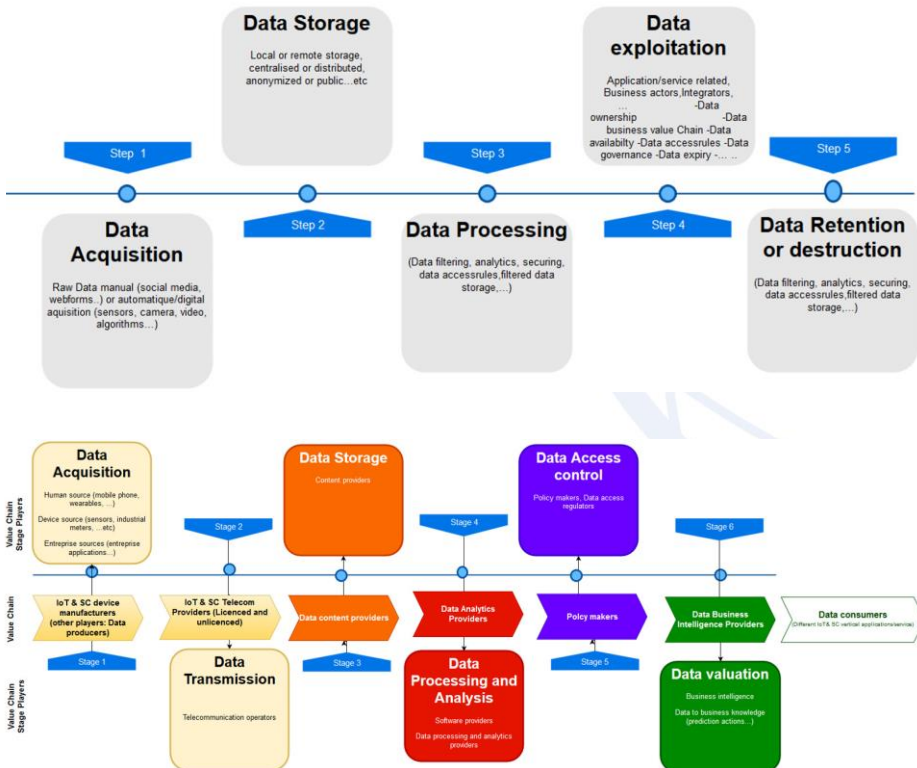 Data Storage
Local or remote storage,
centralised or distributed,
anonymized or public…etc
Data
exploitation
Application/service related,
Business actors,Integrators,
… -Data
ownership -Data
business value Chain -Data
availabilty -Data accessrules -Data
governance -Data expiry -… ..
Step 1
Step 3
Step 5
Step 2
Step 4
Data
Acquisition
Raw Data manual (social media,
webforms..) or automatique/digital
aquisition (sensors, camera, video,
algorithms…)
Data Processing
(Data filtering, analytics, securing,
data accessrules,filtered data
storage,…)
Data Retention
or destruction
(Data filtering, analytics, securing,
data accessrules,filtered data
storage,…)
Value Chain
Stage Players
Data
Acquisition
Human source (mobile phone,
wearables, …)
Device source (sensors, industrial
meters, …etc)
Entreprise sources (entreprise
applications…)
Stage 2
Data Storage
Content providers
Stage 4
Data Access
control
Policy makers, Data access
regulators
Stage 6
Value Chain
IoT & SC device
manufacturers
(other players: Data
producers)
IoT & SC Telecom
Providers (Licenced and
unlicenced)
Data content providers
Data Analytics
Providers
Polcy makers
Data Business
Intelligence Providers
Data consumers
(Different IoT& SC vertical applications/service)
Value Chain
Stage Players
Stage 1
Data
Transmission
Telecommunication operators
Stage 3
Data
Processing and
Analysis
Software providers
Data processing and analytics
providers
Stage 5
Data valuation
Business intelligence
Data to business knowledge
(prediction actions…)